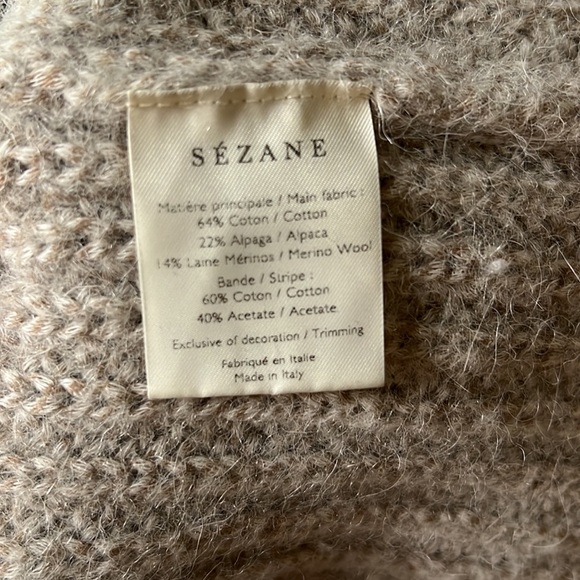 SÉZANE
Matière principale / Main fabric :
64% Coton / Cotton
22% Alpaga / Alpaca
14% Laine Mérinos / Merino Wool
Bande / Stripe :
60% Coton / Cotton
40% Acetate / Acetate
Exclusive of decoration / Trimming
Fabriqué en Italie
Made in Italy